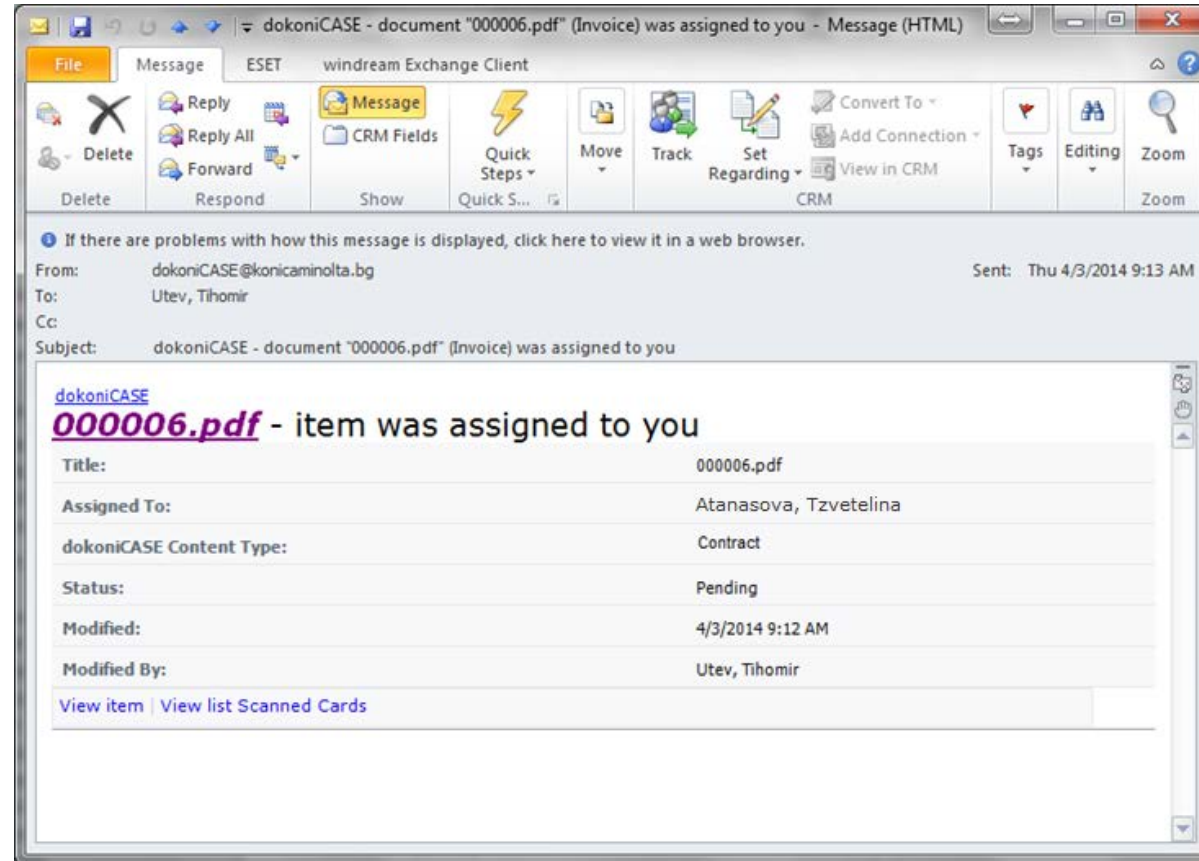 dokoniCASE - document "000006.pdf" (Invoice) was assigned to you - Message (HTML)
File Message ESET windream Exchange Client
Delete
Reply
Reply All
Forward
Message
CRM Fields
Quick Steps
Move
Track
Set Regarding
Convert To
Add Connection
View in CRM
Tags
Editing
Zoom
Delete Respond Show Quick S... CRM Zoom
If there are problems with how this message is displayed, click here to view it in a web browser.
From: dokoniCASE@konicaminolta.bg Sent: Thu 4/3/2014 9:13 AM
To: Utev, Tihomir
Cc:
Subject: dokoniCASE - document "000006.pdf" (Invoice) was assigned to you
dokoniCASE
000006.pdf - item was assigned to you
Title: 000006.pdf
Assigned To: Atanasova, Tzvetelina
dokoniCASE Content Type: Contract
Status: Pending
Modified: 4/3/2014 9:12 AM
Modified By: Utev, Tihomir
View item | View list Scanned Cards